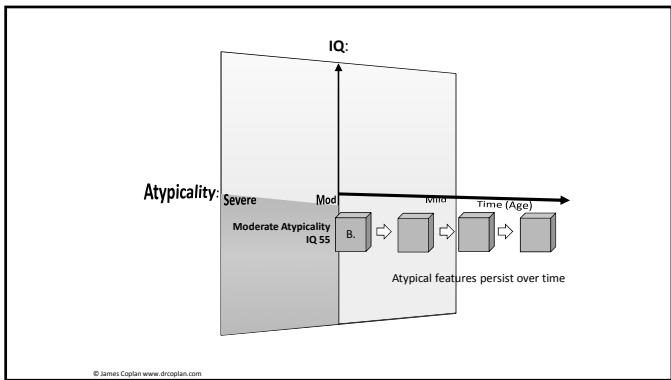 IQ:
Atypicality:
Severe
Mod
Mild
Time (Age)
Moderate Atypicality
IQ 55
B.
Atypical features persist over time
© James Coplan www.drcoplan.com